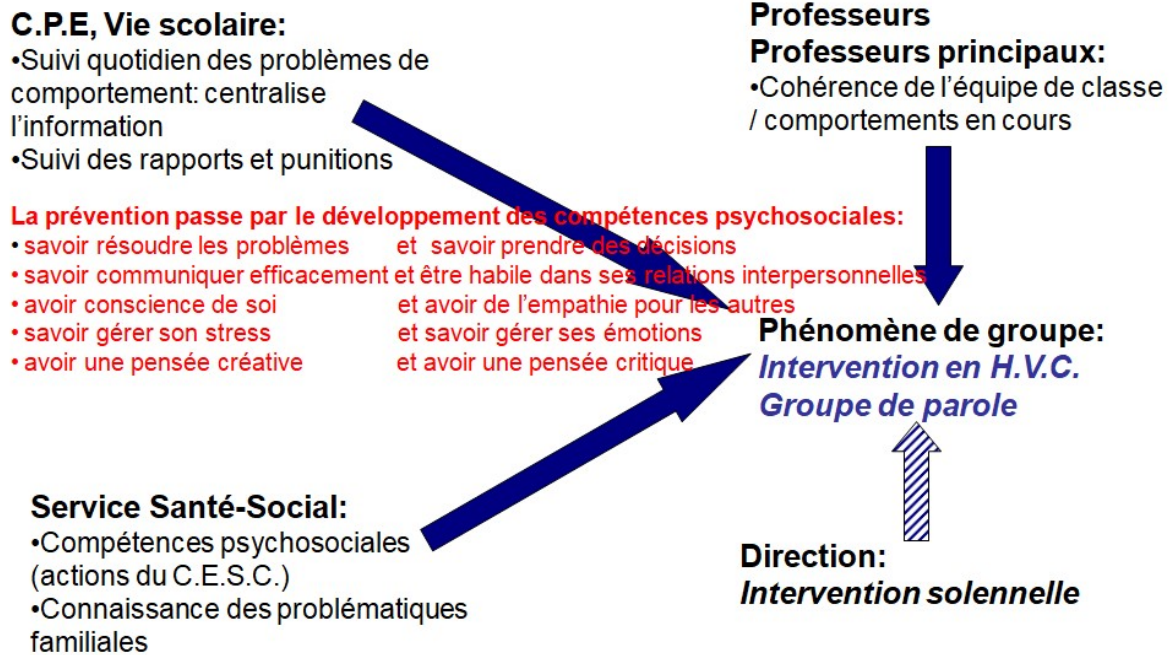 C.P.E, Vie scolaire:
•Suivi quotidien des problèmes de
comportement: centralise
l'information
•Suivi des rapports et punitions
Professeurs
Professeurs principaux:
•Cohérence de l'équipe de classe
/ comportements en cours
La prévention passe par le développement des compétences psychosociales:
• savoir résoudre les problèmes et savoir prendre des décisions
• savoir communiquer efficacement et être habile dans ses relations interpersonnelles
• avoir conscience de soi et avoir de l'empathie pour les autres
• savoir gérer son stress et savoir gérer ses émotions
• avoir une pensée créative et avoir une pensée critique
Phénomène de groupe:
Intervention en H.V.C.
Groupe de parole
Service Santé-Social:
•Compétences psychosociales
(actions du C.E.S.C.)
•Connaissance des problématiques
familiales
Direction:
Intervention solennelle